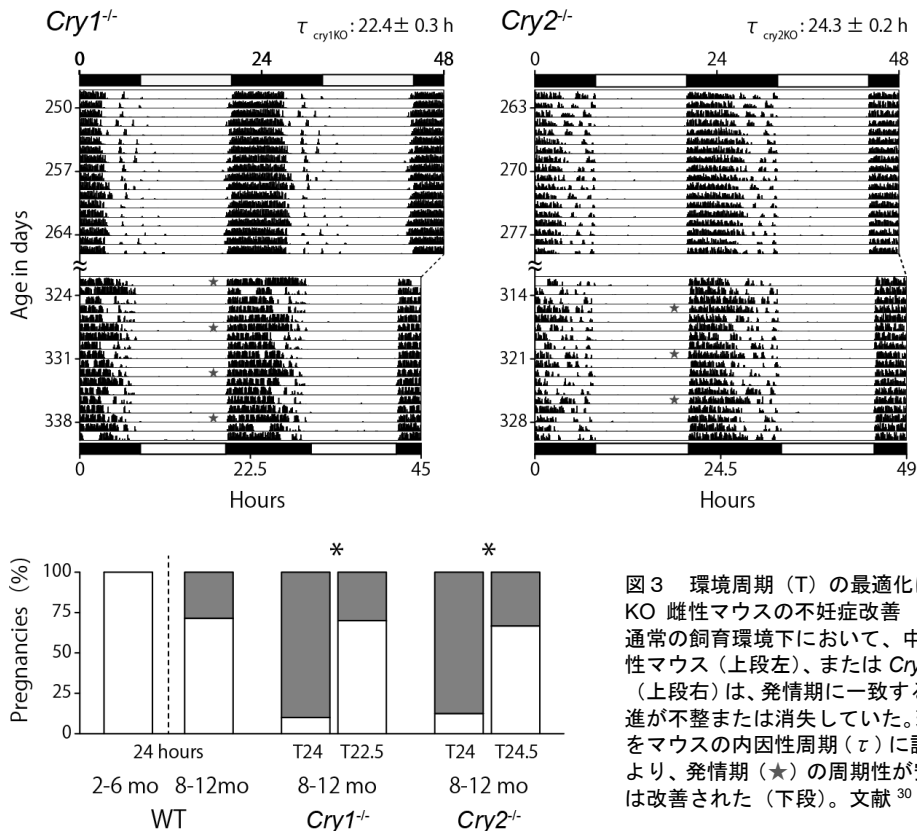 Cry1-/-
τ cry1KO : 22.4 ± 0.3 h
Cry2-/-
τ cry2KO : 24.3 ± 0.2 h
0 24 48
0 24 48
Age in days
250
257
264
≈
324
331
338
263
270
277
≈
314
321
328
★
★
★
★
★
★
★
0 22.5 45
Hours
0 24.5 49
Hours
Pregnancies (%)
100
75
50
25
0
*
*
24 hours
T24 T22.5
T24 T24.5
2-6 mo 8-12mo
8-12 mo
8-12 mo
WT
Cry1-/-
Cry2-/-
図3 環境周期（T）の最適化に
KO 雌性マウスの不妊症改善
通常の飼育環境下において、中
性マウス（上段左）、または Cry
（上段右）は、発情期に一致する
進が不整または消失していた。
をマウスの内因性周期（τ）に
より、発情期（★）の周期性が
は改善された（下段）。文献 30